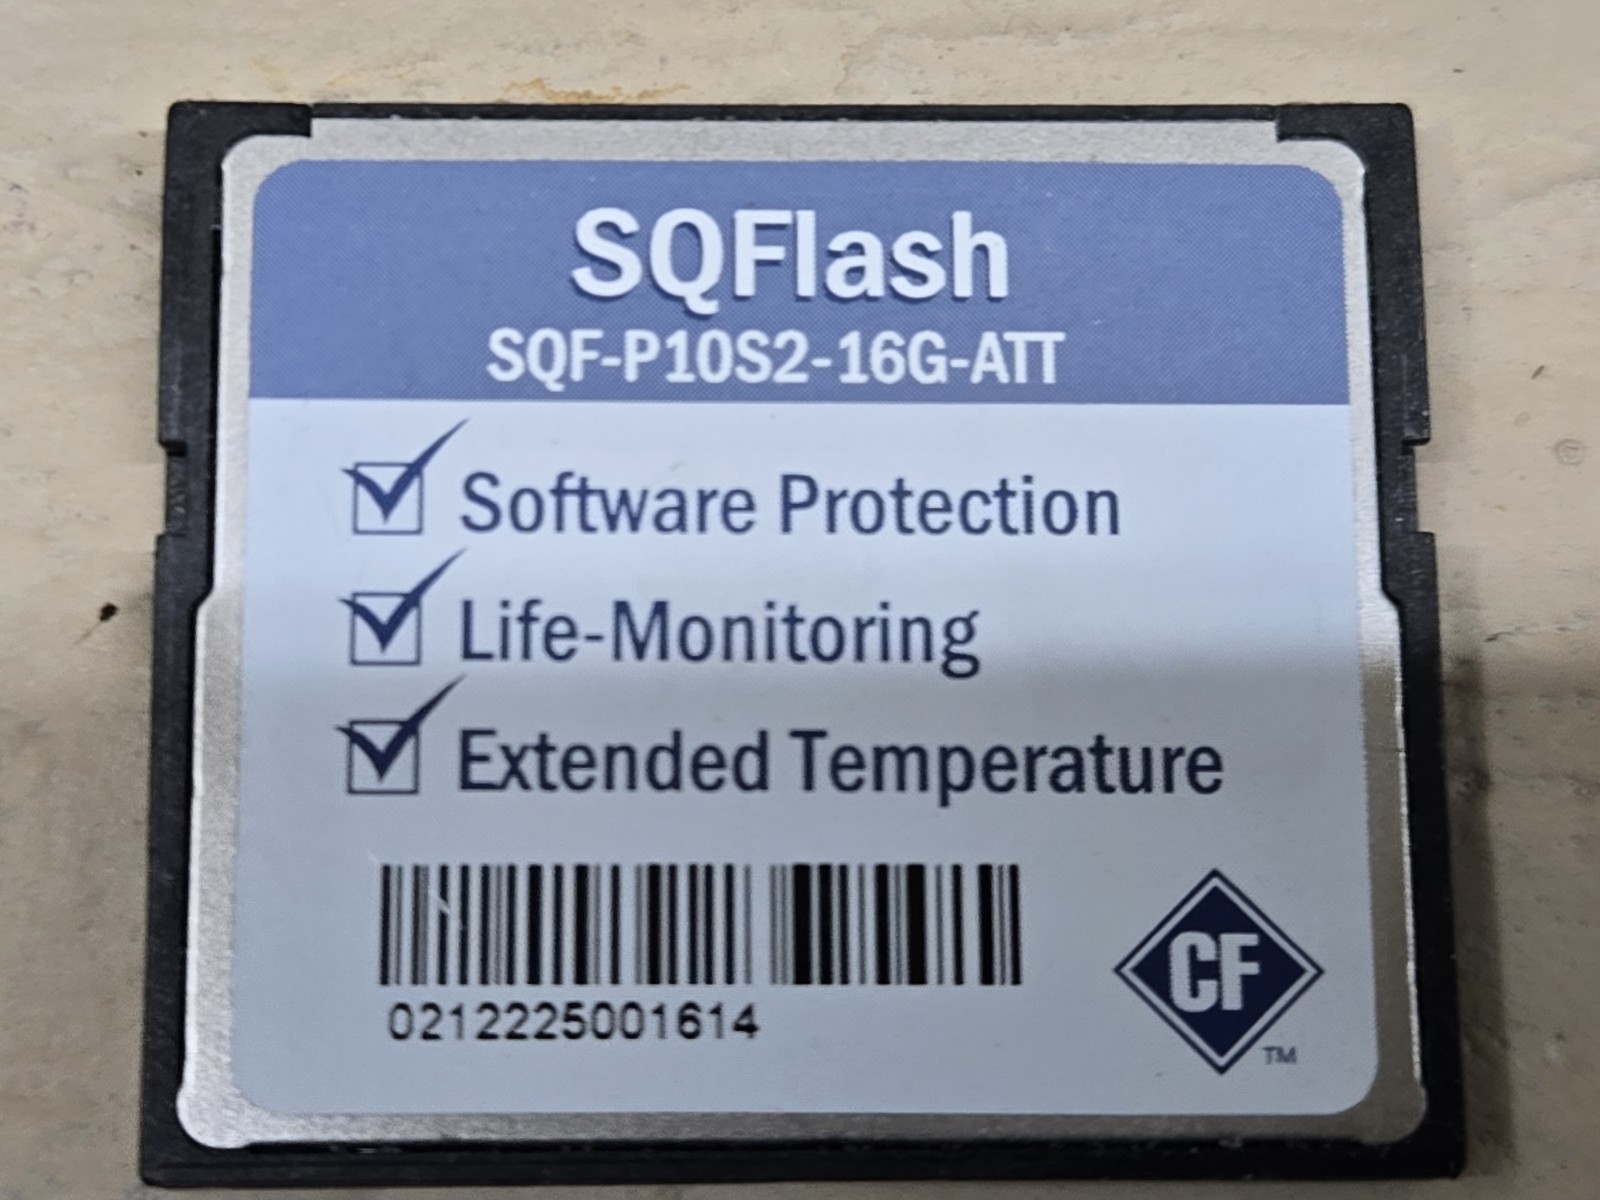 SQFlash
SQF-P10S2-16G-ATT
Software Protection
Life-Monitoring
Extended Temperature
0212225001614
CF
TM